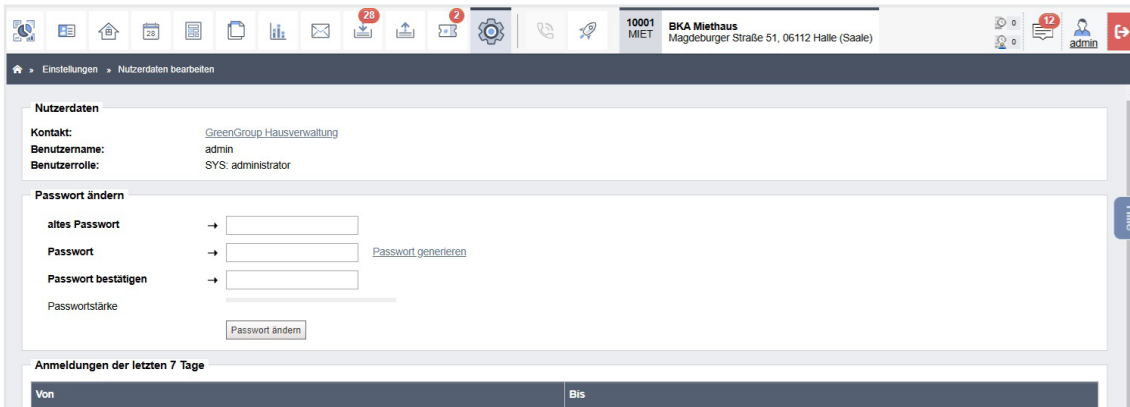 28
28
2
10001
MIET
BKA Miethaus
Magdeburger Straße 51, 06112 Halle (Saale)
0
0
12
admin
» Einstellungen » Nutzerdaten bearbeiten
Nutzerdaten
Kontakt: GreenGroup Hausverwaltung
Benutzername: admin
Benutzerrolle: SYS: administrator
Passwort ändern
altes Passwort
Passwort Passwort generieren
Passwort bestätigen
Passwortstärke
Passwort ändern
Anmeldungen der letzten 7 Tage
Von Bis